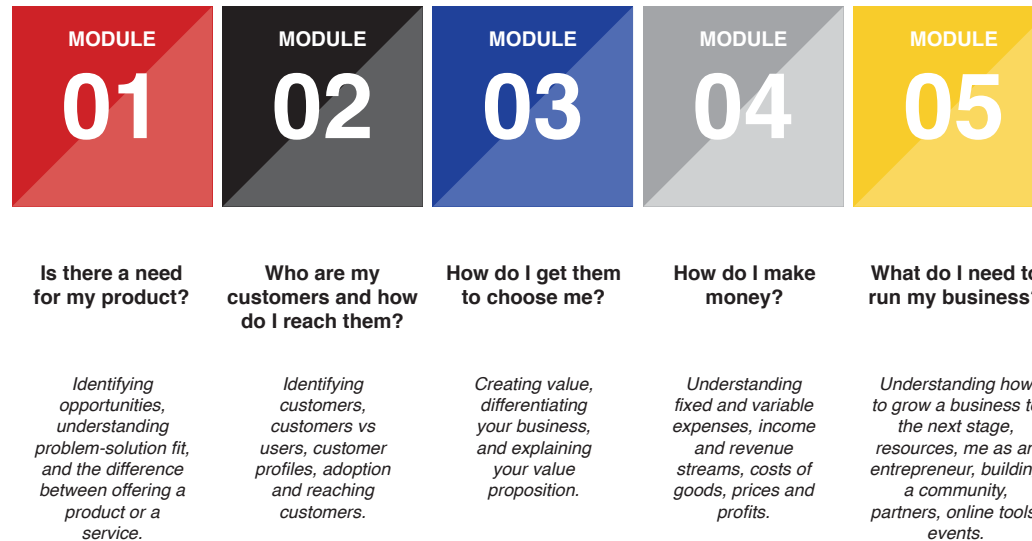 MODULE
01
MODULE
02
MODULE
03
MODULE
04
MODULE
05
Is there a need
for my product?
Who are my
customers and how
do I reach them?
How do I get them
to choose me?
How do I make
money?
What do I need to
run my business?
Identifying
opportunities,
understanding
problem-solution fit,
and the difference
between offering a
product or a
service.
Identifying
customers,
customers vs
users, customer
profiles, adoption
and reaching
customers.
Creating value,
differentiating
your business,
and explaining
your value
proposition.
Understanding
fixed and variable
expenses, income
and revenue
streams, costs of
goods, prices and
profits.
Understanding how
to grow a business to
the next stage,
resources, me as an
entrepreneur, building
a community,
partners, online tools
events.